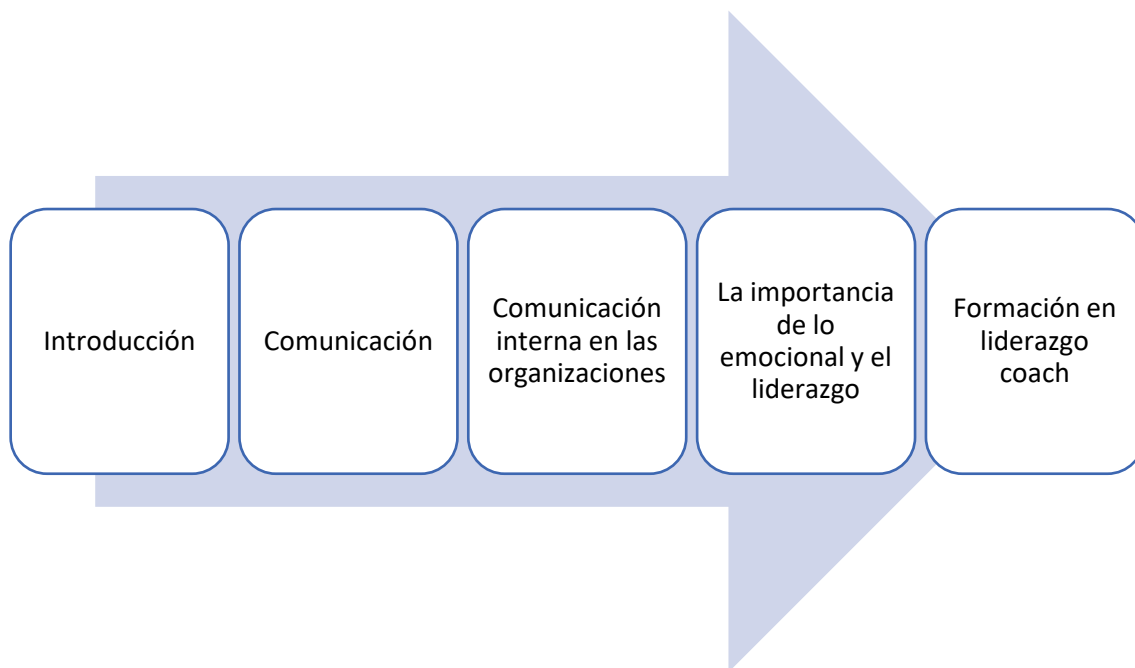 Introducción
Comunicación
Comunicación
interna en las
organizaciones
La importancia
de lo
emocional y el
liderazgo
Formación en
liderazgo
coach